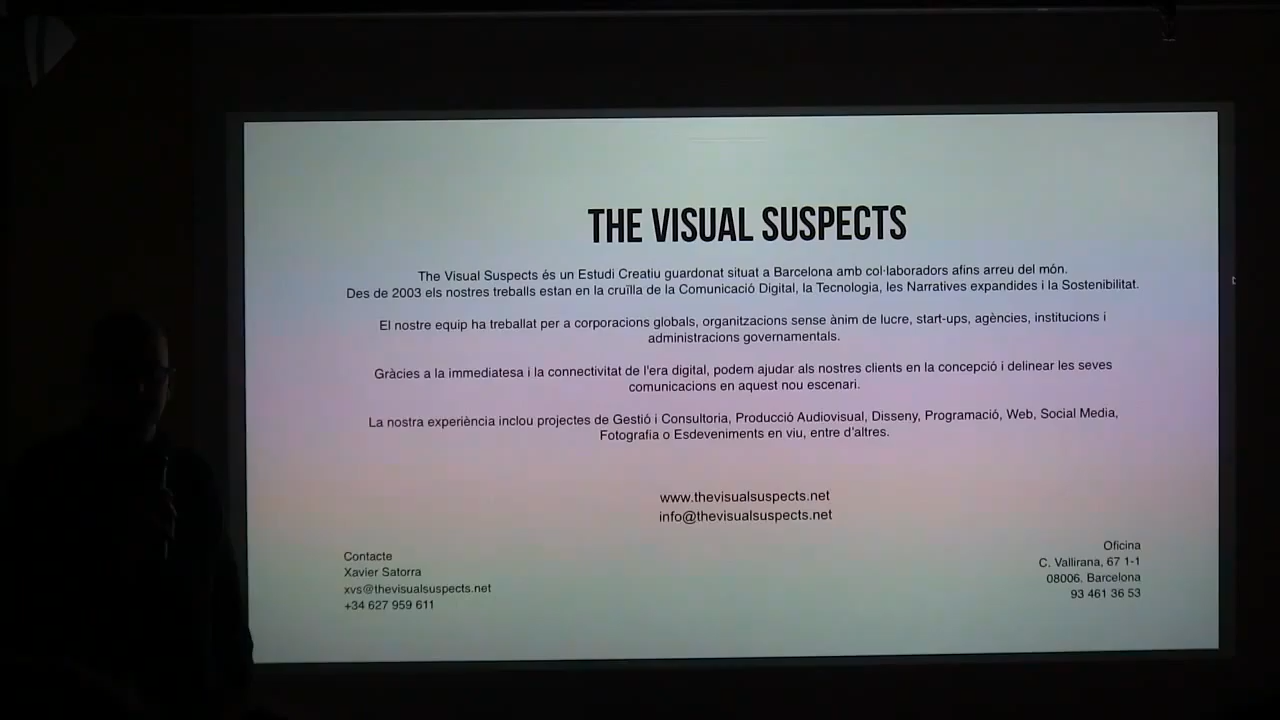 THE VISUAL SUSPECTS
The Visual Suspects és un Estudi Creatiu guardonat situat a Barcelona amb col·laboradors afins arreu del món.
Des de 2003 els nostres treballs estan en la cruïlla de la Comunicació Digital, la Tecnologia, les Narratives expandides i la Sostenibilitat.
El nostre equip ha treballat per a corporacions globals, organitzacions sense ànim de lucre, start-ups, agències, institucions i
administracions governamentals.
Gràcies a la immediatesa i la connectivitat de l'era digital, podem ajudar als nostres clients en la concepció i delinear les seves
comunicacions en aquest nou escenari.
La nostra experiència inclou projectes de Gestió i Consultoria, Producció Audiovisual, Disseny, Programació, Web, Social Media,
Fotografia o Esdeveniments en viu, entre d'altres.
www.thevisualsuspects.net
info@thevisualsuspects.net
Contacte
Xavier Satorra
xvs@thevisualsuspects.net
+34 627 959 611
Oficina
C. Vallirana, 67 1-1
08006. Barcelona
93 461 36 53